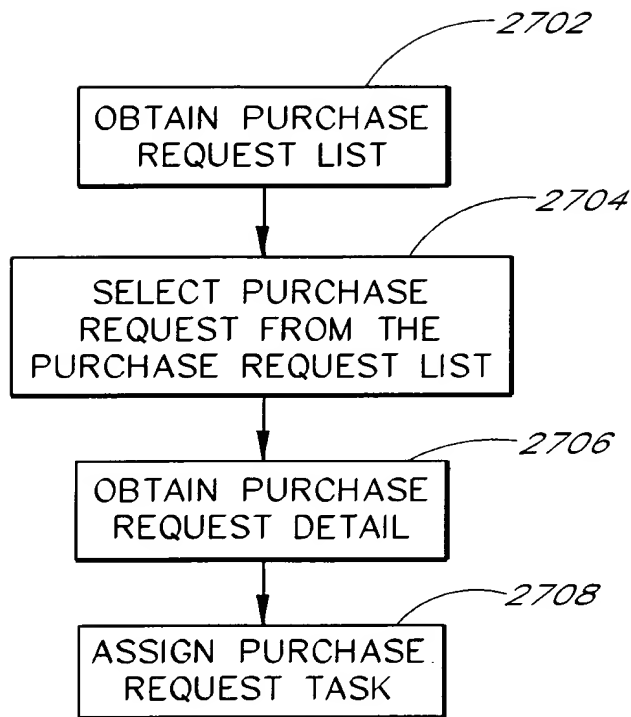 2702
OBTAIN PURCHASE
REQUEST LIST
2704
SELECT PURCHASE
REQUEST FROM THE
PURCHASE REQUEST LIST
2706
OBTAIN PURCHASE
REQUEST DETAIL
2708
ASSIGN PURCHASE
REQUEST TASK